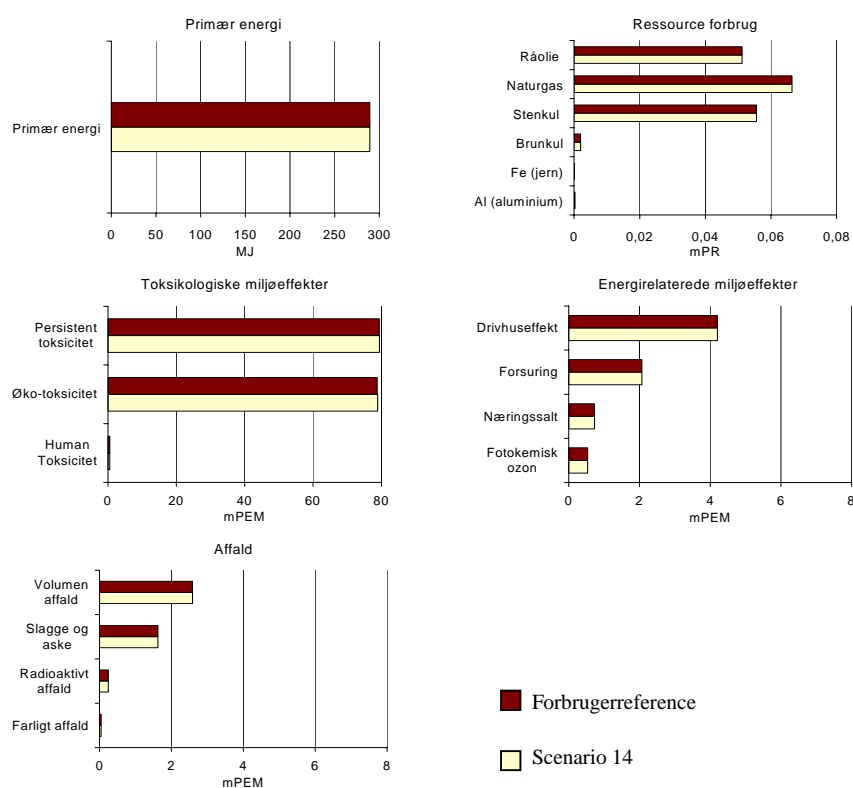 Primær energi
Primær energi
0 50 100 150 200 250 300
MJ
Ressource forbrug
Råolie
Naturgas
Stenkul
Brunkul
Fe (jern)
Al (aluminium)
0 0,02 0,04 0,06 0,08
mPR
Toksikologiske miljøeffekter
Persistent
toksicitet
Øko-toksicitet
Human
Toksicitet
0 20 40 60 80
mPEM
Energirelaterede miljøeffekter
Drivhuseffekt
Forsuring
Næringssalt
Fotokemisk
ozon
0 2 4 6 8
mPEM
Affald
Volumen
affald
Slagge og
aske
Radioaktivt
affald
Farligt affald
0 2 4 6 8
mPEM
Forbrugerreference
Scenario 14